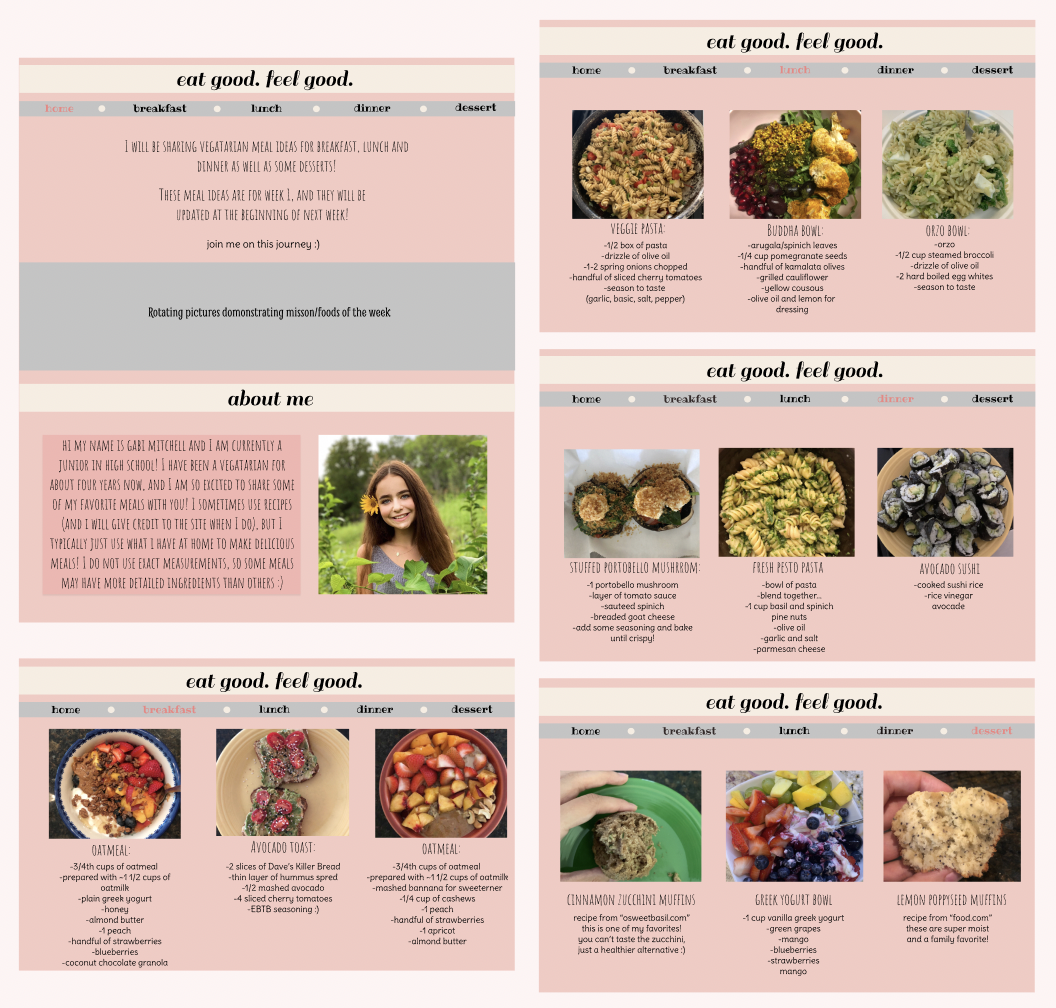 eat good. feel good.
home breakfast lunch dinner dessert
I will be sharing vegatarian meal ideas for breakfast, lunch and
dinner as well as some desserts!
These meal ideas are for week 1, and they will be
updated at the beginning of next week!
join me on this journey :)
Rotating pictures domonstrating misson/foods of the week
about me
Hi my name is Gabi Mitchell and I am currently a
junior in high school! I have been a vegatarian for
about four years now, and I am so excited to share some
of my favorite meals with you! I sometimes use recipes
(and i will give credit to the site when I do), but I
typically just use what i have at home to make delicious
meals! I do not use exact measurements, so some meals
may have more detailed ingredients than others :)
eat good. feel good.
home breakfast lunch dinner dessert
Oatmeal:
-3/4th cups of oatmeal
-prepared with ~1 1/2 cups of
oatmilk
-plain greek yogurt
-honey
-almond butter
-1 peach
-handful of strawberries
-blueberries
-coconut chocolate granola
Avocado toast:
-2 slices of Dave's Killer Bread
-thin layer of hummus spred
-1/2 mashed avocado
-4 sliced cherry tomatoes
-EBTB seasoning :)
Oatmeal:
-3/4th cups of oatmeal
-prepared with ~1 1/2 cups of oatmilk
-mashed bannana for sweeterner
-1/4 cup of cashews
-1 peach
-handful of strawberries
-1 apricot
-almond butter
eat good. feel good.
home breakfast lunch dinner dessert
Veggie pasta:
-1/2 box of pasta
-drizzle of olive oil
-1-2 spring onions chopped
-handful of sliced cherry tomatoes
-season to taste
(garlic, basic, salt, pepper)
Buddha bowl:
-arugala/spinich leaves
-1/4 cup pomegranate seeds
-handful of kamalata olives
-grilled cauliflower
-yellow cousous
-olive oil and lemon for
dressing
Orzo bowl:
-orzo
-1/2 cup steamed broccoli
-drizzle of olive oil
-2 hard boiled egg whites
-season to taste
eat good. feel good.
home breakfast lunch dinner dessert
Stuffed portobello mushrrom:
-1 portobello mushroom
-layer of tomato sauce
-sauteed spinich
-breaded goat cheese
-add some seasoning and bake
until crispy!
Fresh pesto pasta
-bowl of pasta
-blend together...
-1 cup basil and spinich
pine nuts
-olive oil
-garlic and salt
-parmesan cheese
Avocado sushi
-cooked sushi rice
-rice vinegar
avocade
eat good. feel good.
home breakfast lunch dinner dessert
Cinnamon zucchini muffins
recipe from "osweetbasil.com"
this is one of my favorites!
you can't taste the zucchini,
just a healthier alternative :)
Greek yogurt bowl
-1 cup vanilla greek yogurt
-green grapes
-mango
-blueberries
-strawberries
mango
Lemon poppyseed muffins
recipe from "food.com"
these are super moist
and a family favorite!